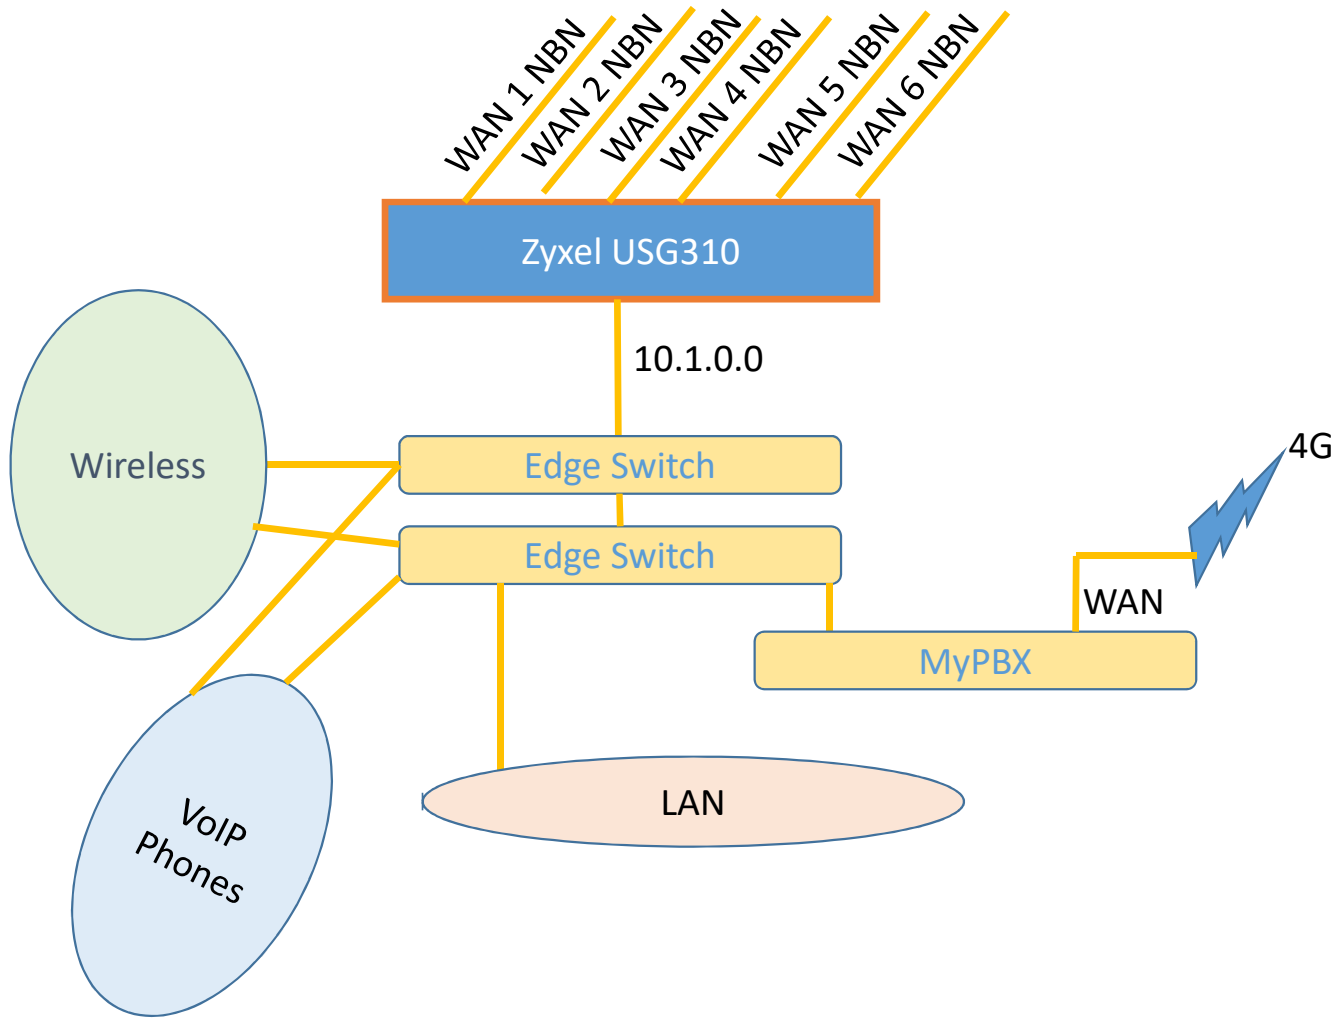 WAN 1 NBN
WAN 2 NBN
WAN 3 NBN
WAN 4 NBN
WAN 5 NBN
WAN 6 NBN
Zyxel USG310
10.1.0.0
Wireless
Edge Switch
4G
Edge Switch
WAN
MyPBX
VoIP
Phones
LAN